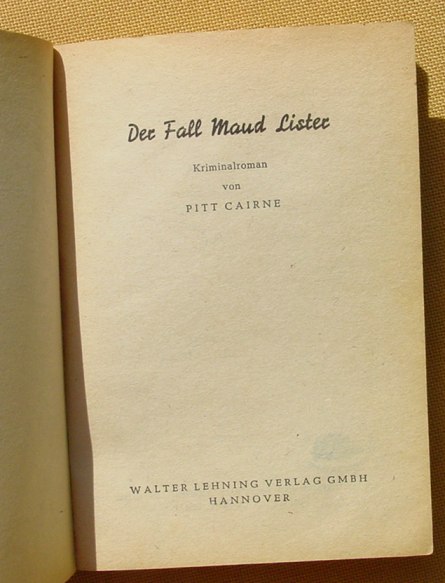 Der Fall Maud Lister
Kriminalroman
von
PITT CAIRNE
WALTER LEHNING VERLAG GMBH
HANNOVER